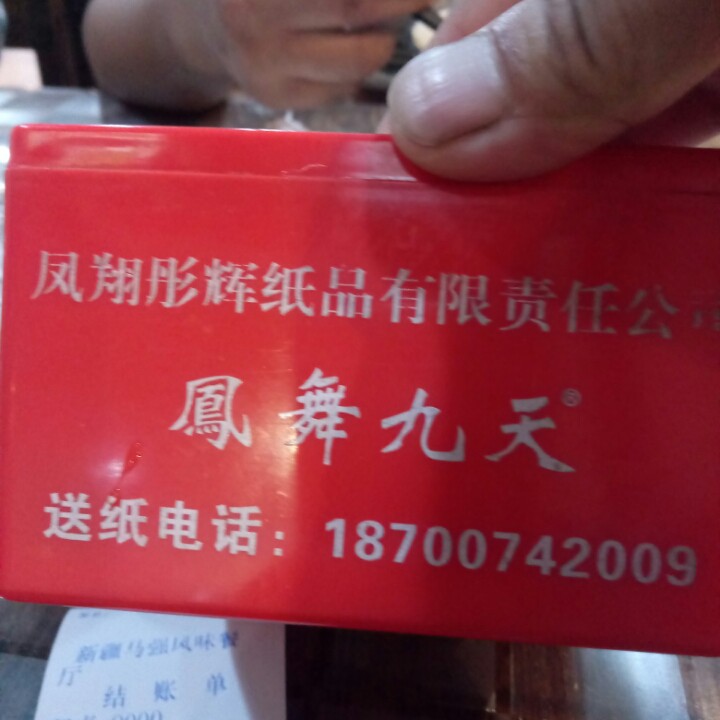 凤翔彤辉纸品有限责任公司
鳳舞九天®
送纸电话：18700742009
新疆马强风味餐
厅
结账单